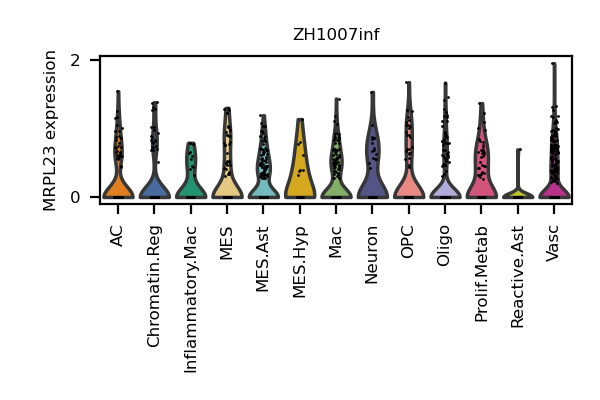 ZH1007inf
MRPL23 expression
2
0
AC
Chromatin.Reg
Inflammatory.Mac
MES
MES.Ast
MES.Hyp
Mac
Neuron
OPC
Oligo
Prolif.Metab
Reactive.Ast
Vasc